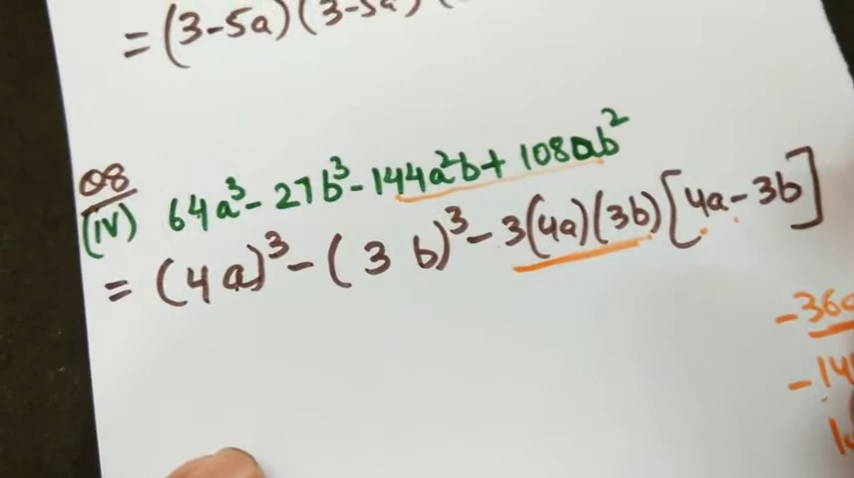 = (3-5a)(3-5a)(
Q8
(iv) 64a³ - 27b³ - 144a²b + 108ab²
= (4a)³ - (3b)³ - 3(4a)(3b)[4a - 3b]
-36
-14